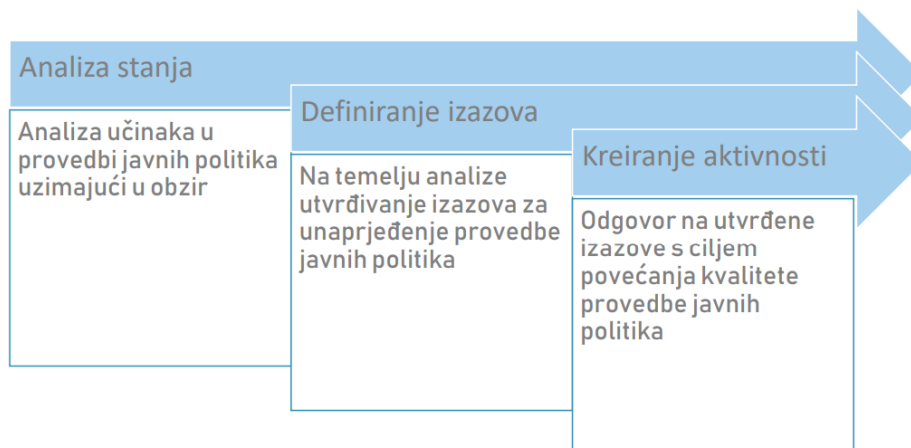 Analiza stanja
Analiza učinaka u
provedbi javnih politika
uzimajući u obzir
Definiranje izazova
Na temelju analize
utvrđivanje izazova za
unaprjeđenje provedbe
javnih politika
Kreiranje aktivnosti
Odgovor na utvrđene
izazove s ciljem
povećanja kvalitete
provedbe javnih
politika